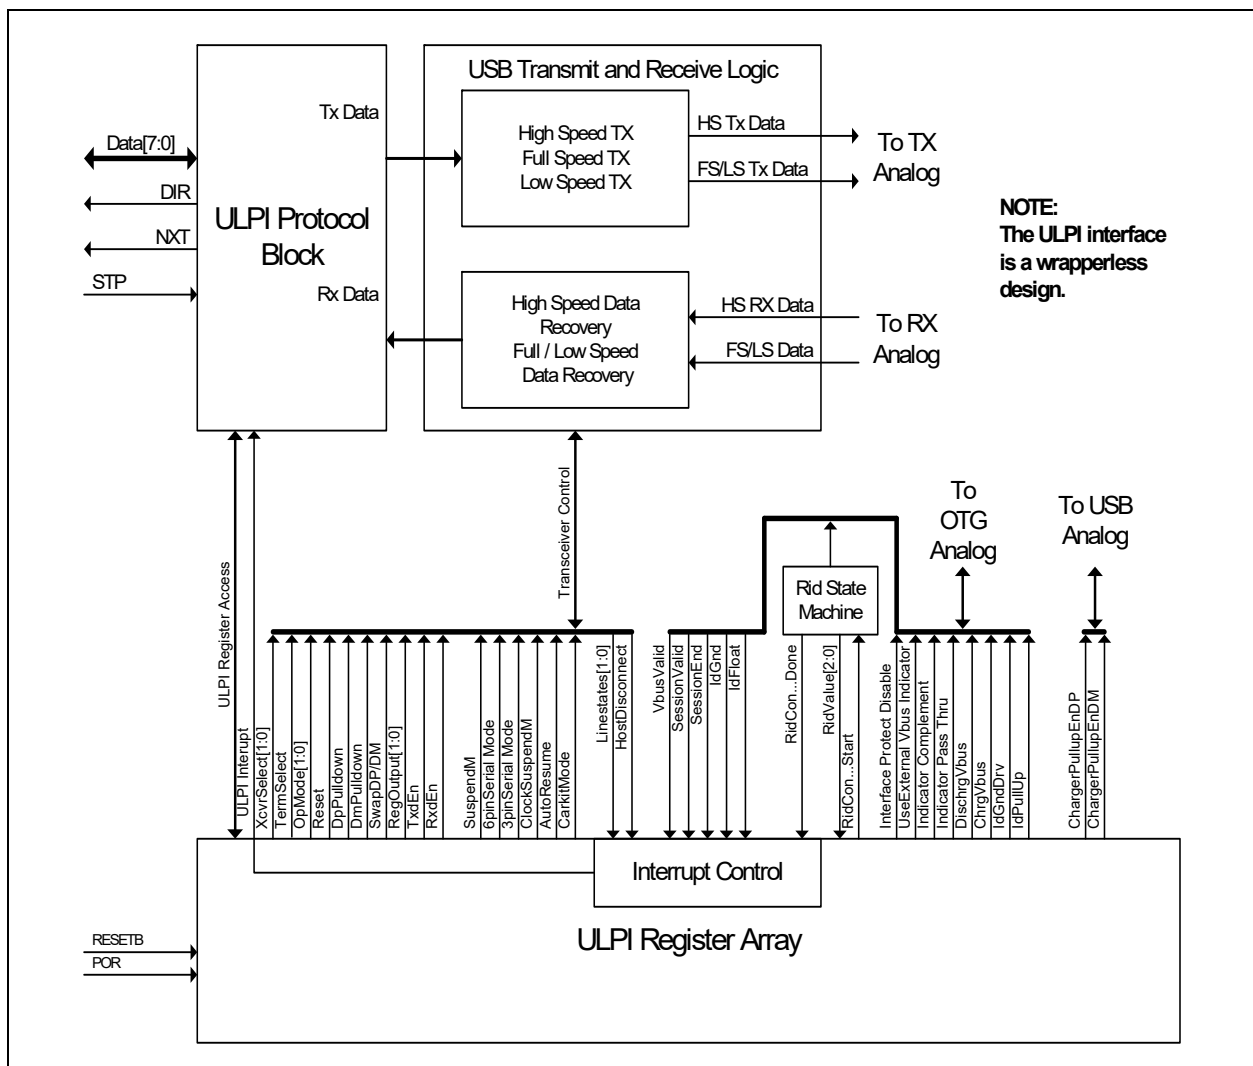 USB Transmit and Receive Logic
Tx Data
Data[7:0]
DIR
NXT
STP
ULPI Protocol
Block
Rx Data
High Speed TX
Full Speed TX
Low Speed TX
HS Tx Data
FS/LS Tx Data
To TX
Analog
High Speed Data
Recovery
Full / Low Speed
Data Recovery
HS RX Data
FS/LS Data
To RX
Analog
NOTE:
The ULPI interface
is a wrapperless
design.
ULPI Register Access
Transceiver Control
To
OTG
Analog
To USB
Analog
Rid State
Machine
ULPI Interupt
XcvrSelect[1:0]
TermSelect
OpMode[1:0]
Reset
DpPulldown
DmPulldown
SwapDP/DM
RegOutput[1:0]
TxdEn
RxdEn
SuspendM
6pinSerial Mode
3pinSerial Mode
ClockSuspendM
AutoResume
CarkitMode
Linestates[1:0]
HostDisconnect
VbusValid
SessionValid
SessionEnd
IdGnd
IdFloat
RidCon...Done
RidValue[2:0]
RidCon...Start
Interface Protect Disable
UseExternal Vbus Indicator
Indicator Complement
Indicator Pass Thru
DischrgVbus
ChrgVbus
IdGndDrv
IdPullUp
ChargerPullupEnDP
ChargerPullupEnDM
Interrupt Control
ULPI Register Array
RESETB
POR